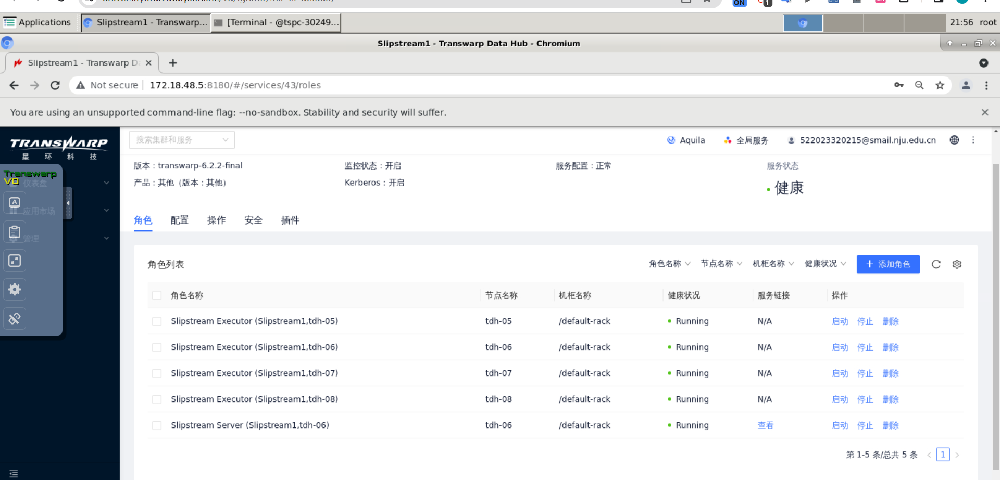 Applications
Slipstream1 - Transwarp...
[Terminal - @tspc-30249...
21:56 root
Slipstream1 - Transwarp Data Hub - Chromium
Slipstream1 - Transwarp Da
Not secure
172.18.48.5:8180/#/services/43/roles
You are using an unsupported command-line flag: --no-sandbox. Stability and security will suffer.
TRANSWARP
星环科技
搜索集群和服务
Aquila
全局服务
522023320215@smail.nju.edu.cn
Transwarp
VD
仪表盘
应用市场
管理
版本：transwarp-6.2.2-final
监控状态：开启
服务配置：正常
服务状态
产品：其他（版本：其他）
Kerberos：开启
健康
角色 配置 操作 安全 插件
角色列表
角色名称 节点名称 机柜名称 健康状况 + 添加角色
角色名称 节点名称 机柜名称 健康状况 服务链接 操作
Slipstream Executor (Slipstream1,tdh-05) tdh-05 /default-rack Running N/A 启动 停止 删除
Slipstream Executor (Slipstream1,tdh-06) tdh-06 /default-rack Running N/A 启动 停止 删除
Slipstream Executor (Slipstream1,tdh-07) tdh-07 /default-rack Running N/A 启动 停止 删除
Slipstream Executor (Slipstream1,tdh-08) tdh-08 /default-rack Running N/A 启动 停止 删除
Slipstream Server (Slipstream1,tdh-06) tdh-06 /default-rack Running 查看 启动 停止 删除
第 1-5 条/总共 5 条 1